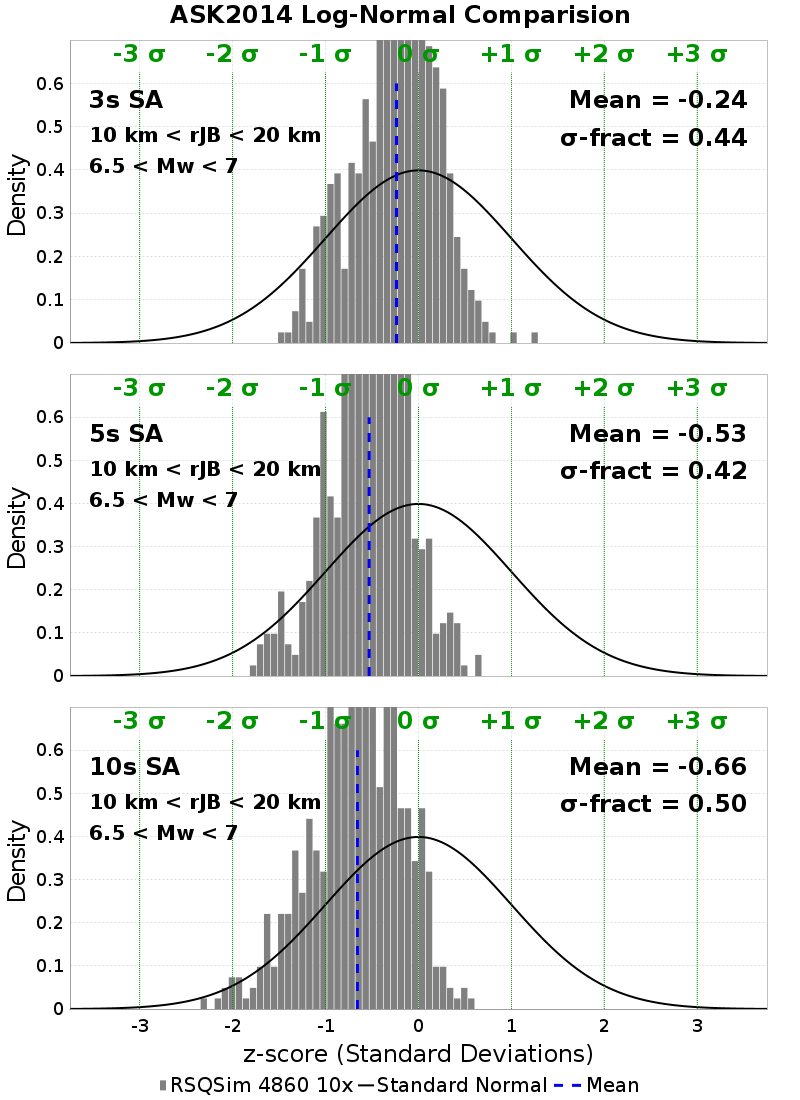 ASK2014 Log-Normal Comparision
-3 σ -2 σ -1 σ 0 σ +1 σ +2 σ +3 σ
3s SA
10 km < rJB < 20 km
6.5 < Mw < 7
Mean = -0.24
σ-fract = 0.44
Density
0.6
0.5
0.4
0.3
0.2
0.1
0
-3 σ -2 σ -1 σ 0 σ +1 σ +2 σ +3 σ
5s SA
10 km < rJB < 20 km
6.5 < Mw < 7
Mean = -0.53
σ-fract = 0.42
Density
0.6
0.5
0.4
0.3
0.2
0.1
0
-3 σ -2 σ -1 σ 0 σ +1 σ +2 σ +3 σ
10s SA
10 km < rJB < 20 km
6.5 < Mw < 7
Mean = -0.66
σ-fract = 0.50
Density
0.6
0.5
0.4
0.3
0.2
0.1
0
-3 -2 -1 0 1 2 3
z-score (Standard Deviations)
RSQSim 4860 10x Standard Normal Mean